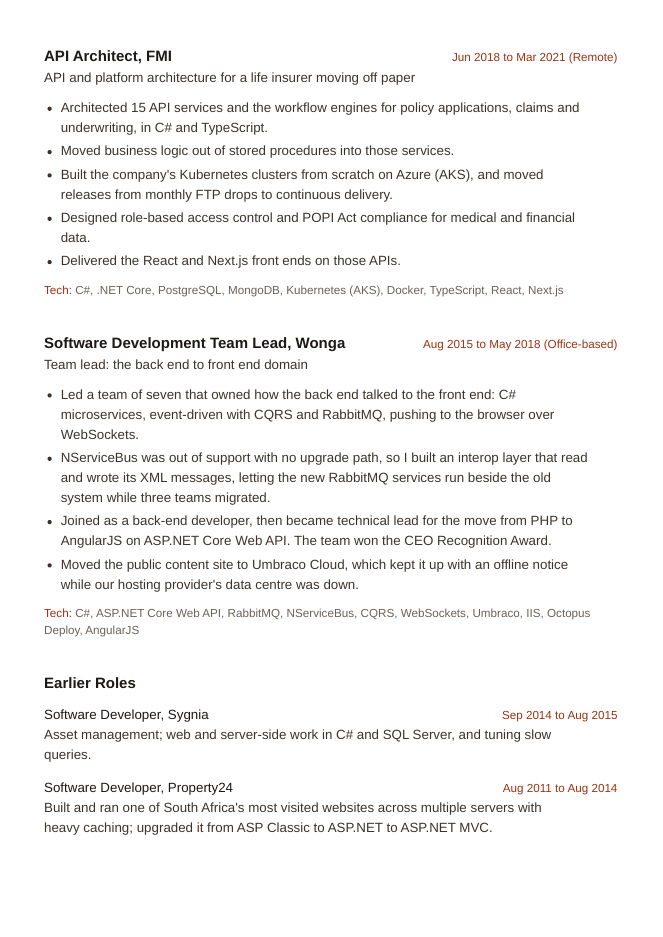 API Architect, FMI
Jun 2018 to Mar 2021 (Remote)
API and platform architecture for a life insurer moving off paper
• Architected 15 API services and the workflow engines for policy applications, claims and
underwriting, in C# and TypeScript.
• Moved business logic out of stored procedures into those services.
• Built the company's Kubernetes clusters from scratch on Azure (AKS), and moved
releases from monthly FTP drops to continuous delivery.
• Designed role-based access control and POPI Act compliance for medical and financial
data.
• Delivered the React and Next.js front ends on those APIs.
Tech: C#, .NET Core, PostgreSQL, MongoDB, Kubernetes (AKS), Docker, TypeScript, React, Next.js
Software Development Team Lead, Wonga
Aug 2015 to May 2018 (Office-based)
Team lead: the back end to front end domain
• Led a team of seven that owned how the back end talked to the front end: C#
microservices, event-driven with CQRS and RabbitMQ, pushing to the browser over
WebSockets.
• NServiceBus was out of support with no upgrade path, so I built an interop layer that read
and wrote its XML messages, letting the new RabbitMQ services run beside the old
system while three teams migrated.
• Joined as a back-end developer, then became technical lead for the move from PHP to
AngularJS on ASP.NET Core Web API. The team won the CEO Recognition Award.
• Moved the public content site to Umbraco Cloud, which kept it up with an offline notice
while our hosting provider's data centre was down.
Tech: C#, ASP.NET Core Web API, RabbitMQ, NServiceBus, CQRS, WebSockets, Umbraco, IIS, Octopus
Deploy, AngularJS
Earlier Roles
Software Developer, Sygnia
Sep 2014 to Aug 2015
Asset management; web and server-side work in C# and SQL Server, and tuning slow
queries.
Software Developer, Property24
Aug 2011 to Aug 2014
Built and ran one of South Africa's most visited websites across multiple servers with
heavy caching; upgraded it from ASP Classic to ASP.NET to ASP.NET MVC.